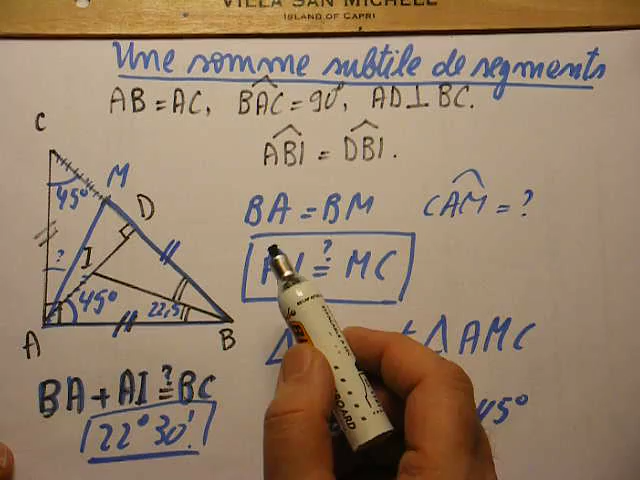 VILLA SAN MICHELE
ISLAND OF CAPRI
Une somme subtile de segments
AB = AC, BAC = 90°, AD ⊥ BC.
ABI = DBI.
C
45°
M
D
?
I
45°
22,5
A
B
BA = BM
CAM = ?
AI ?= MC
Δ AMC
45°
BA + AI ?= BC
22° 30'